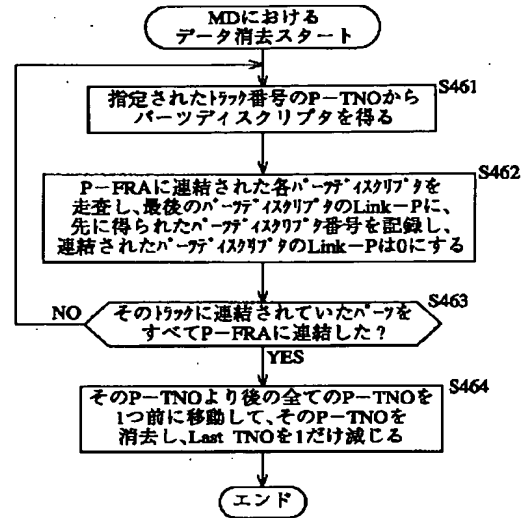 MDにおける
データ消去スタート
S461
指定されたトラック番号のP－TNOから
パーツディスクリプタを得る
S462
P－FRAに連結された各パーツディスクリプタを
走査し、最後のパーツディスクリプタのLink－Pに、
先に得られたパーツディスクリプタ番号を記録し、
連結されたパーツディスクリプタのLink－Pは0にする
S463
NO
そのトラックに連結されていたパーツを
すべてP－FRAに連結した？
YES
S464
そのP－TNOより後の全てのP－TNOを
1つ前に移動して、そのP－TNOを
消去し、Last TNOを1だけ減じる
エンド